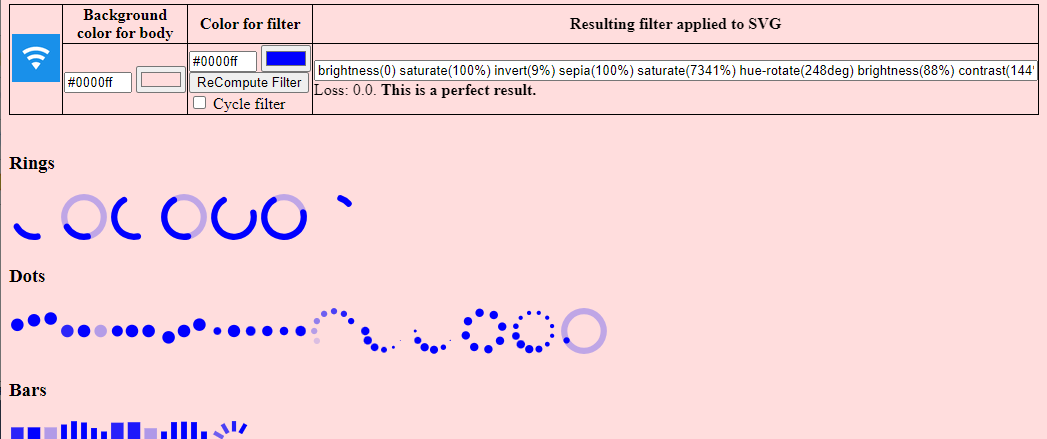 Background
color for body
Color for filter
Resulting filter applied to SVG
#0000ff
#0000ff
ReCompute Filter
Cycle filter
brightness(0) saturate(100%) invert(9%) sepia(100%) saturate(7341%) hue-rotate(248deg) brightness(88%) contrast(144
Loss: 0.0. This is a perfect result.
Rings
Dots
Bars